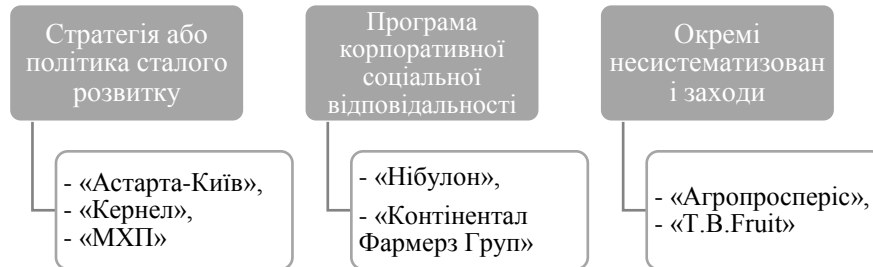 Стратегія або
політика сталого
розвитку
- «Астарта-Київ»,
- «Кернел»,
- «МХП»
Програма
корпоративної
соціальної
відповідальності
- «Нібулон»,
- «Контінентал
Фармерз Груп»
Окремі
несистематизован
і заходи
- «Агропросперіс»,
- «T.B.Fruit»